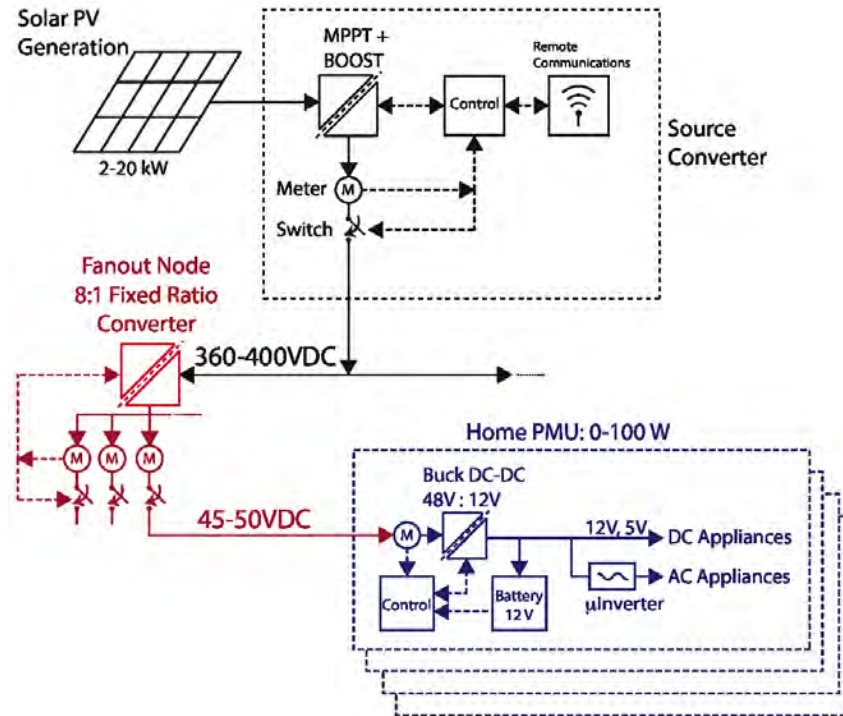 Solar PV
Generation
2-20 kW
MPPT +
BOOST
Remote
Communications
Control
Source
Converter
Meter
M
Switch
Fanout Node
8:1 Fixed Ratio
Converter
360-400VDC
M
M
M
Home PMU: 0-100 W
Buck DC-DC
48V : 12V
45-50VDC
M
12V, 5V
DC Appliances
Control
Battery
12 V
AC Appliances
μInverter